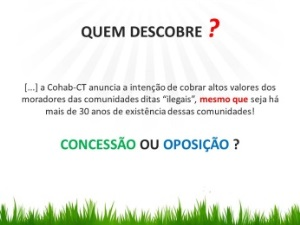 QUEM DESCOBRE ?
[...] a Cohab-CT anuncia a intenção de cobrar altos valores dos
moradores das comunidades ditas “ilegais”, mesmo que seja há
mais de 30 anos de existência dessas comunidades!
CONCESSÃO OU OPOSIÇÃO ?